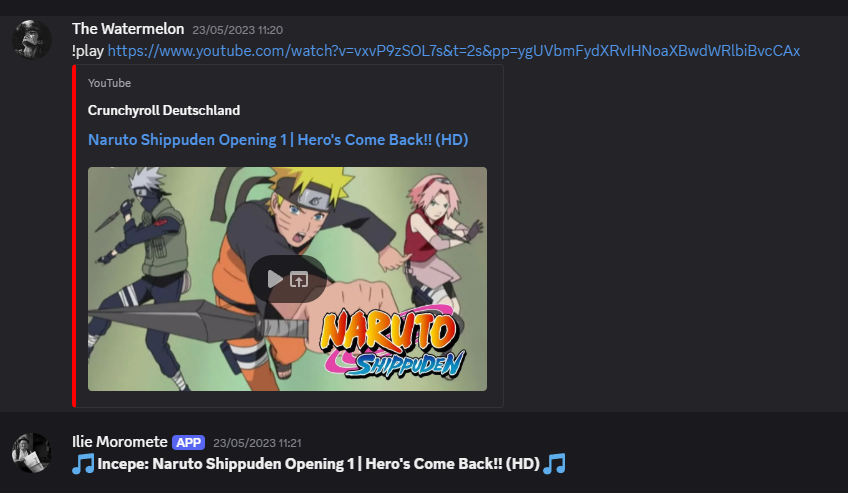 The Watermelon 23/05/2023 11:20
!play https://www.youtube.com/watch?v=vxvP9zSOL7s&t=2s&pp=ygUVbmFydXRvIHNoaXBwdWRlbiBvcCAx
YouTube
Crunchyroll Deutschland
Naruto Shippuden Opening 1 | Hero's Come Back!! (HD)
NARUTO
SHIPPUDEN
Ilie Moromete APP 23/05/2023 11:21
🎵 Incepe: Naruto Shippuden Opening 1 | Hero's Come Back!! (HD) 🎵